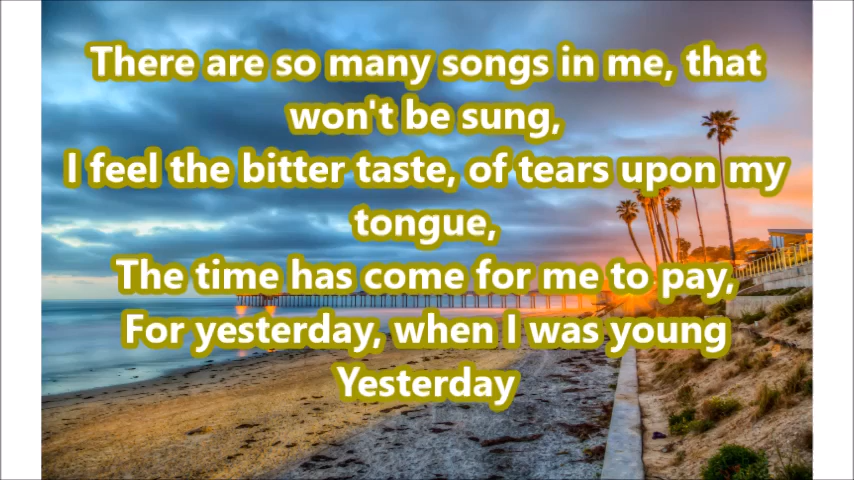 There are so many songs in me, that
won't be sung,
I feel the bitter taste, of tears upon my
tongue,
The time has come for me to pay,
For yesterday, when I was young
Yesterday